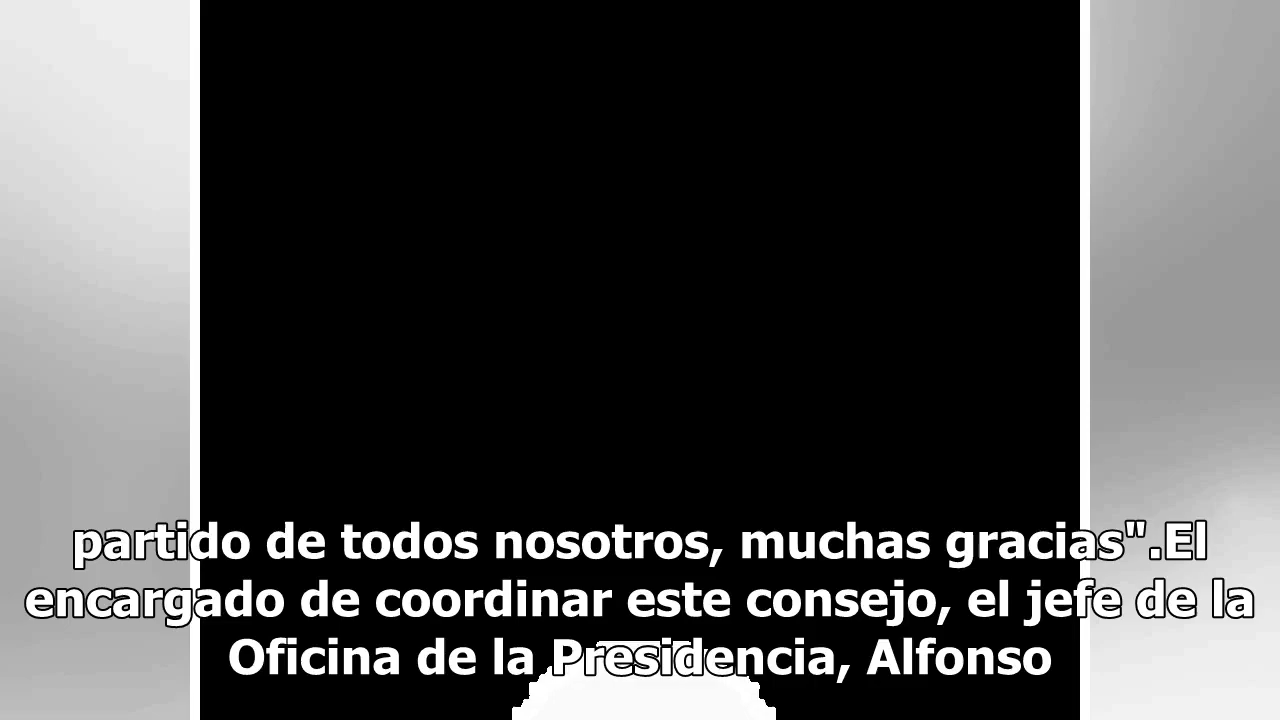 partido de todos nosotros, muchas gracias".El
encargado de coordinar este consejo, el jefe de la
Oficina de la Presidencia, Alfonso